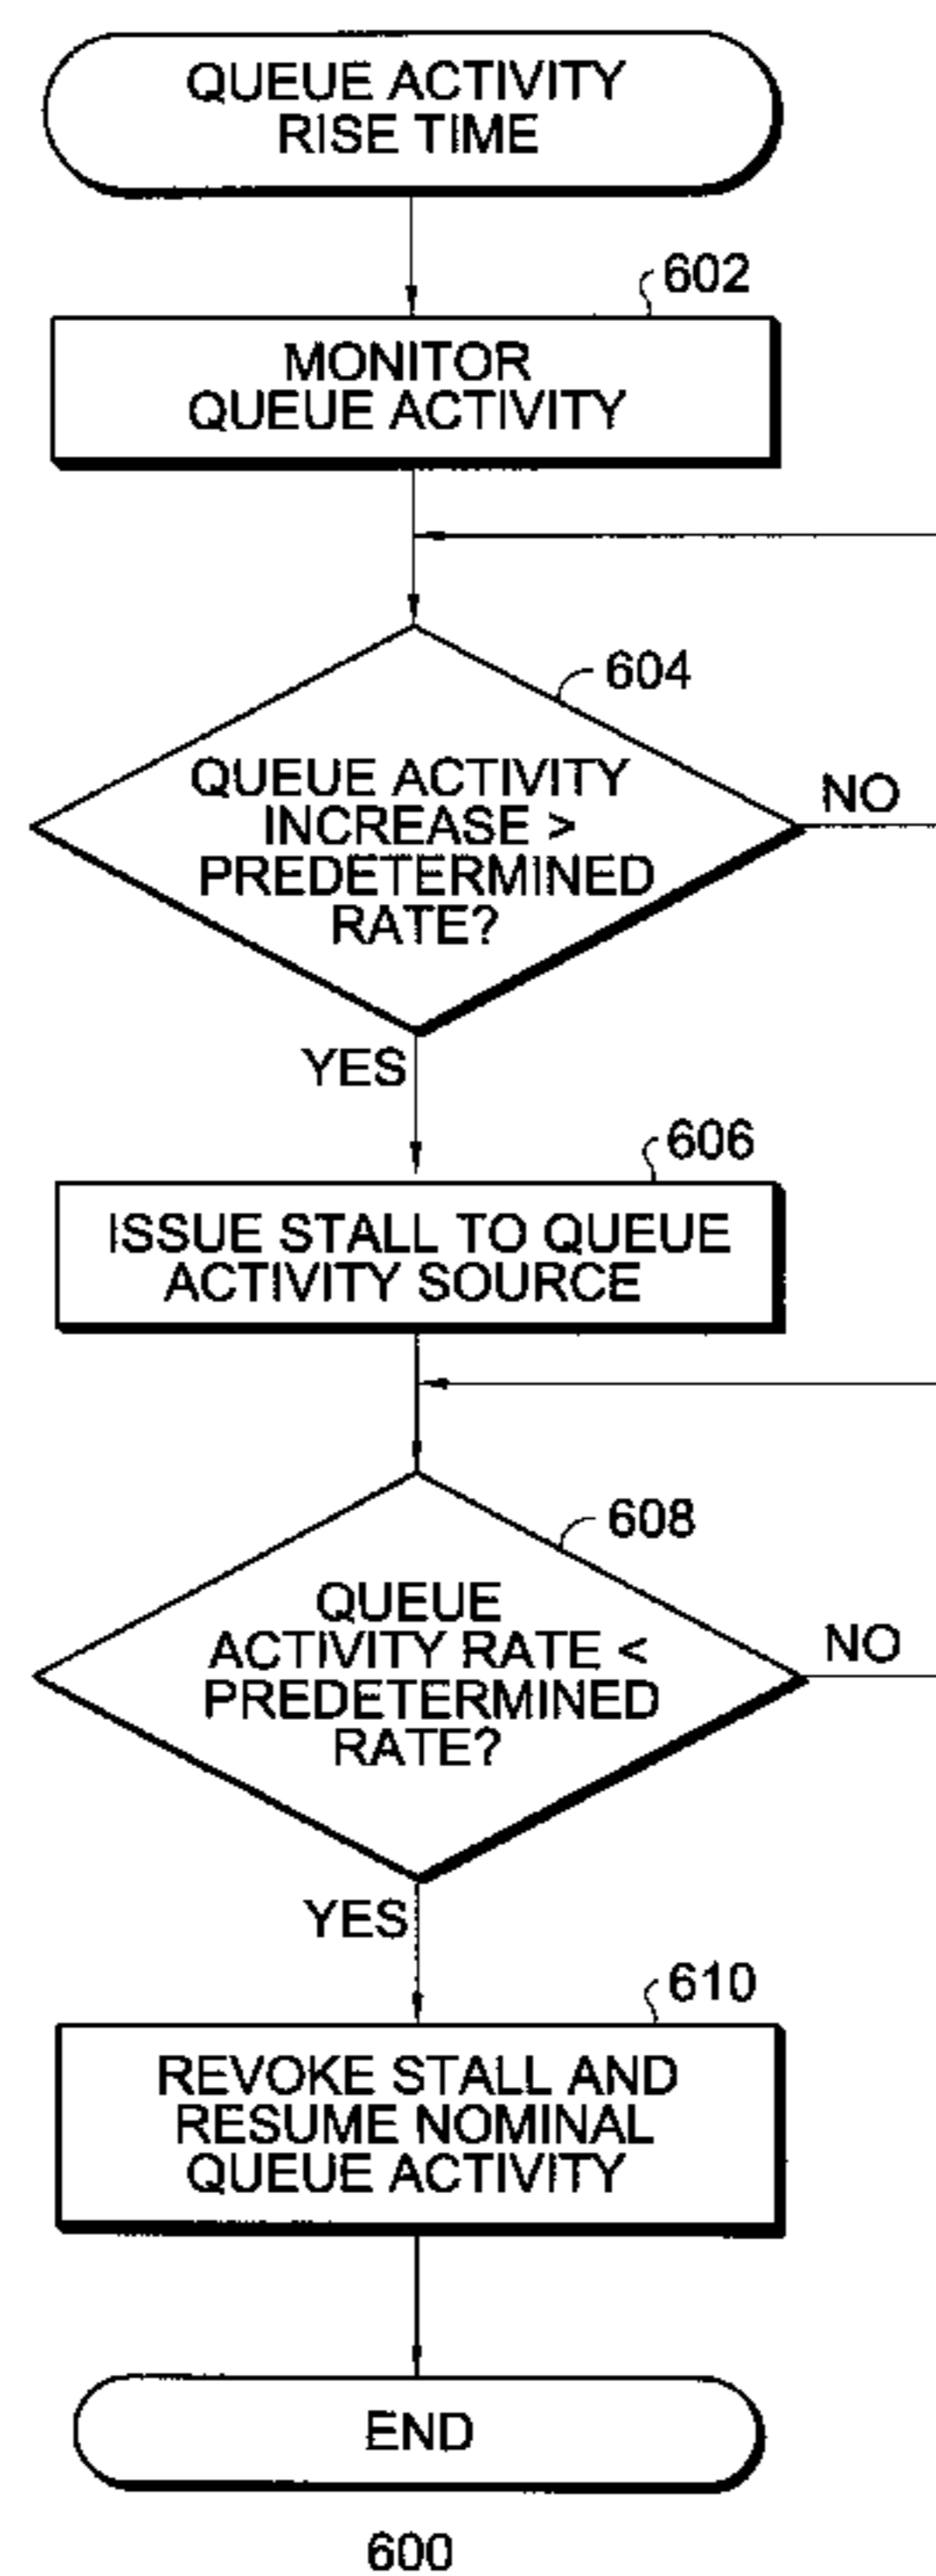 QUEUE ACTIVITY
RISE TIME
602
MONITOR
QUEUE ACTIVITY
604
QUEUE ACTIVITY
INCREASE >
PREDETERMINED
RATE?
NO
YES
606
ISSUE STALL TO QUEUE
ACTIVITY SOURCE
608
QUEUE
ACTIVITY RATE <
PREDETERMINED
RATE?
NO
YES
610
REVOKE STALL AND
RESUME NOMINAL
QUEUE ACTIVITY
END
600